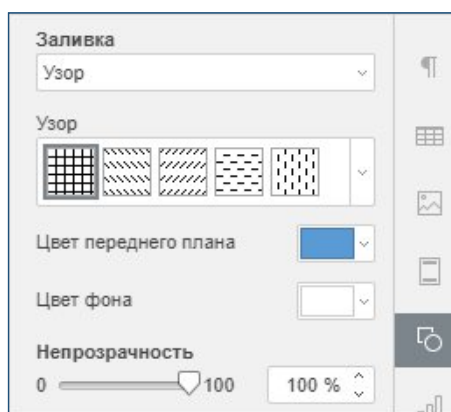 Заливка
Узор
Узор
Цвет переднего плана
Цвет фона
Непрозрачность
0 100 100 %